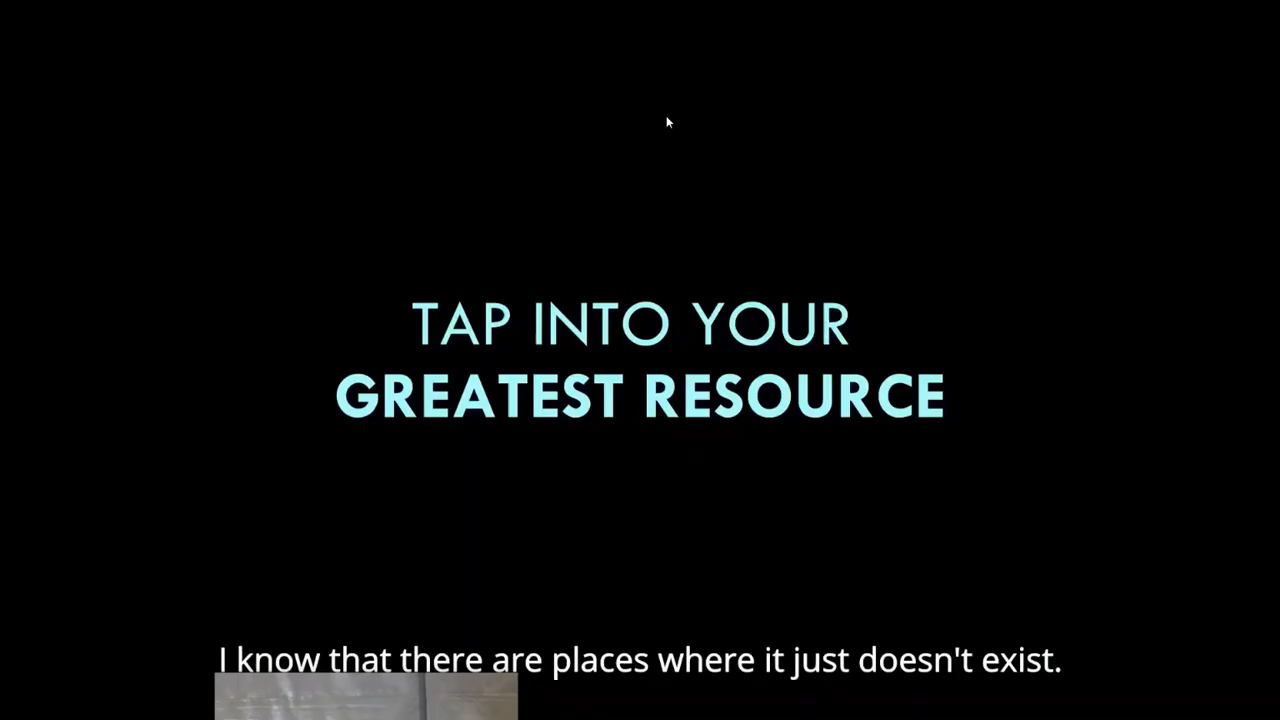 TAP INTO YOUR
GREATEST RESOURCE
I know that there are places where it just doesn't exist.